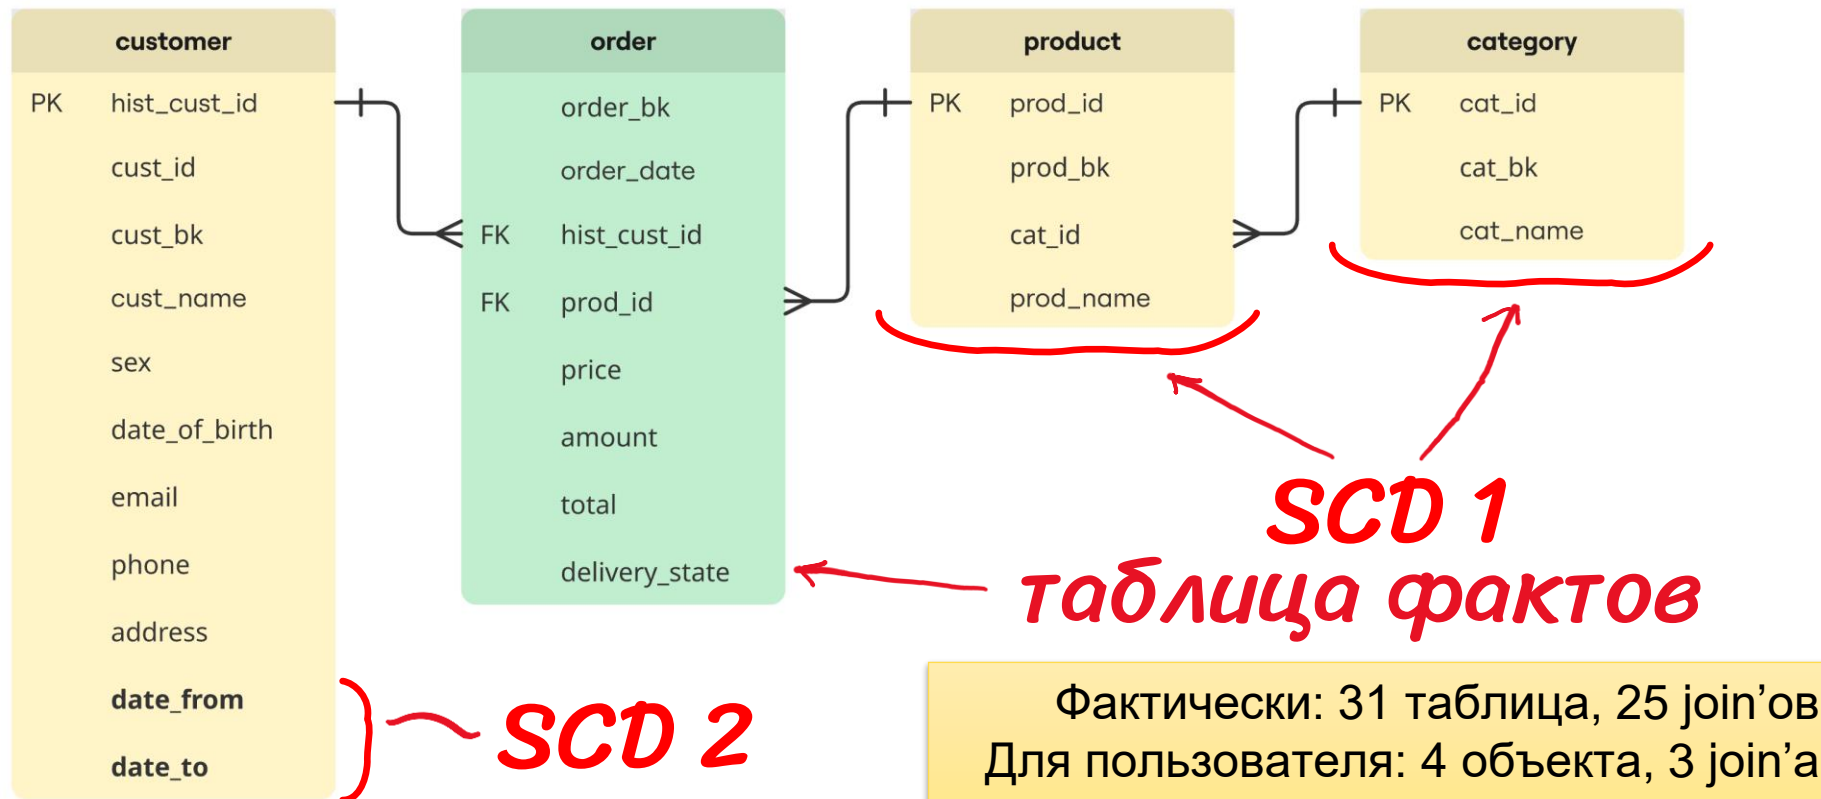 customer
PK hist_cust_id
cust_id
cust_bk
cust_name
sex
date_of_birth
email
phone
address
date_from
date_to
order
order_bk
order_date
FK hist_cust_id
FK prod_id
price
amount
total
delivery_state
product
PK prod_id
prod_bk
cat_id
prod_name
category
PK cat_id
cat_bk
cat_name
SCD 1
таблица фактов
SCD 2
Фактически: 31 таблица, 25 join’ов
Для пользователя: 4 объекта, 3 join’а